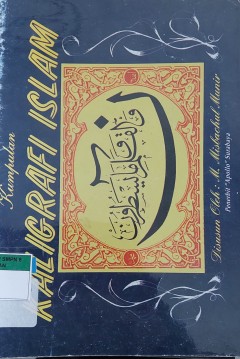 Kumpulan
KALIGRAFI ISLAM
ن والقلم وما يسطرون
Disusun Oleh : M. Misbachul Munir
Penerbit "Apollo" Surabaya